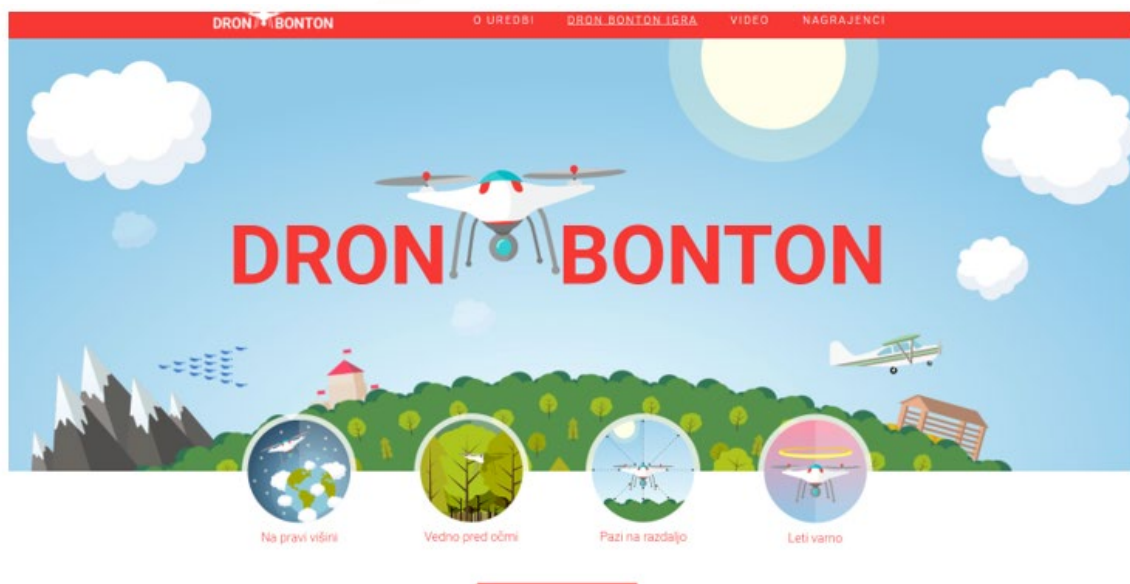 DRON BONTON
O UREDBI DRON BONTON IGRA VIDEO NAGRAJENCI
DRON BONTON
Na pravi višini
Vedno pred očmi
Pazi na razdaljo
Leti varno